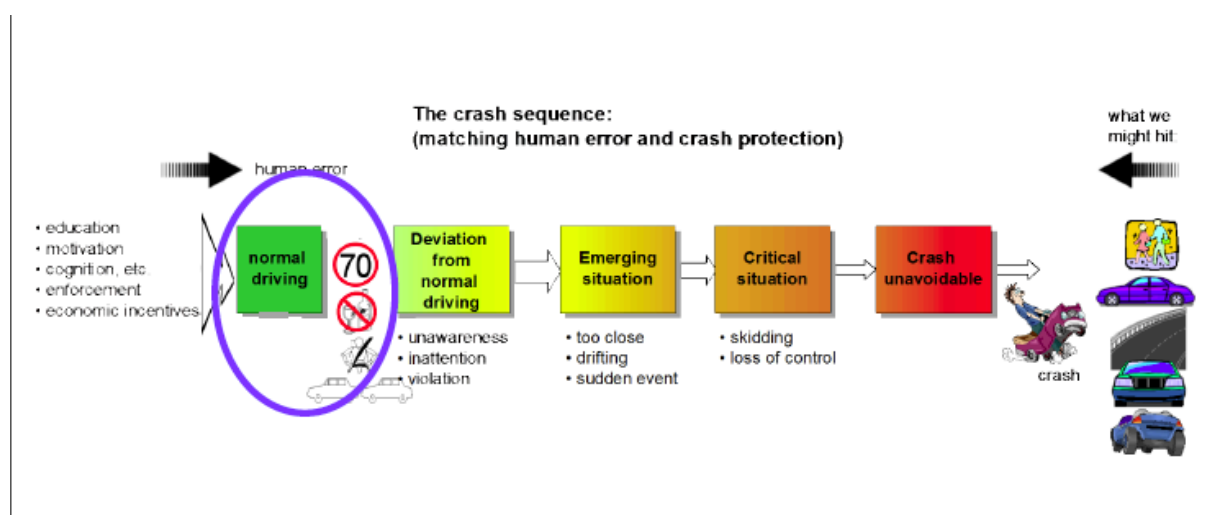 The crash sequence:
(matching human error and crash protection)
what we
might hit:
human error
• education
• motivation
• cognition, etc.
• enforcement
• economic incentives
normal
driving
70
Deviation
from
normal
driving
• unawareness
• inattention
• violation
Emerging
situation
• too close
• drifting
• sudden event
Critical
situation
• skidding
• loss of control
Crash
unavoidable
crash